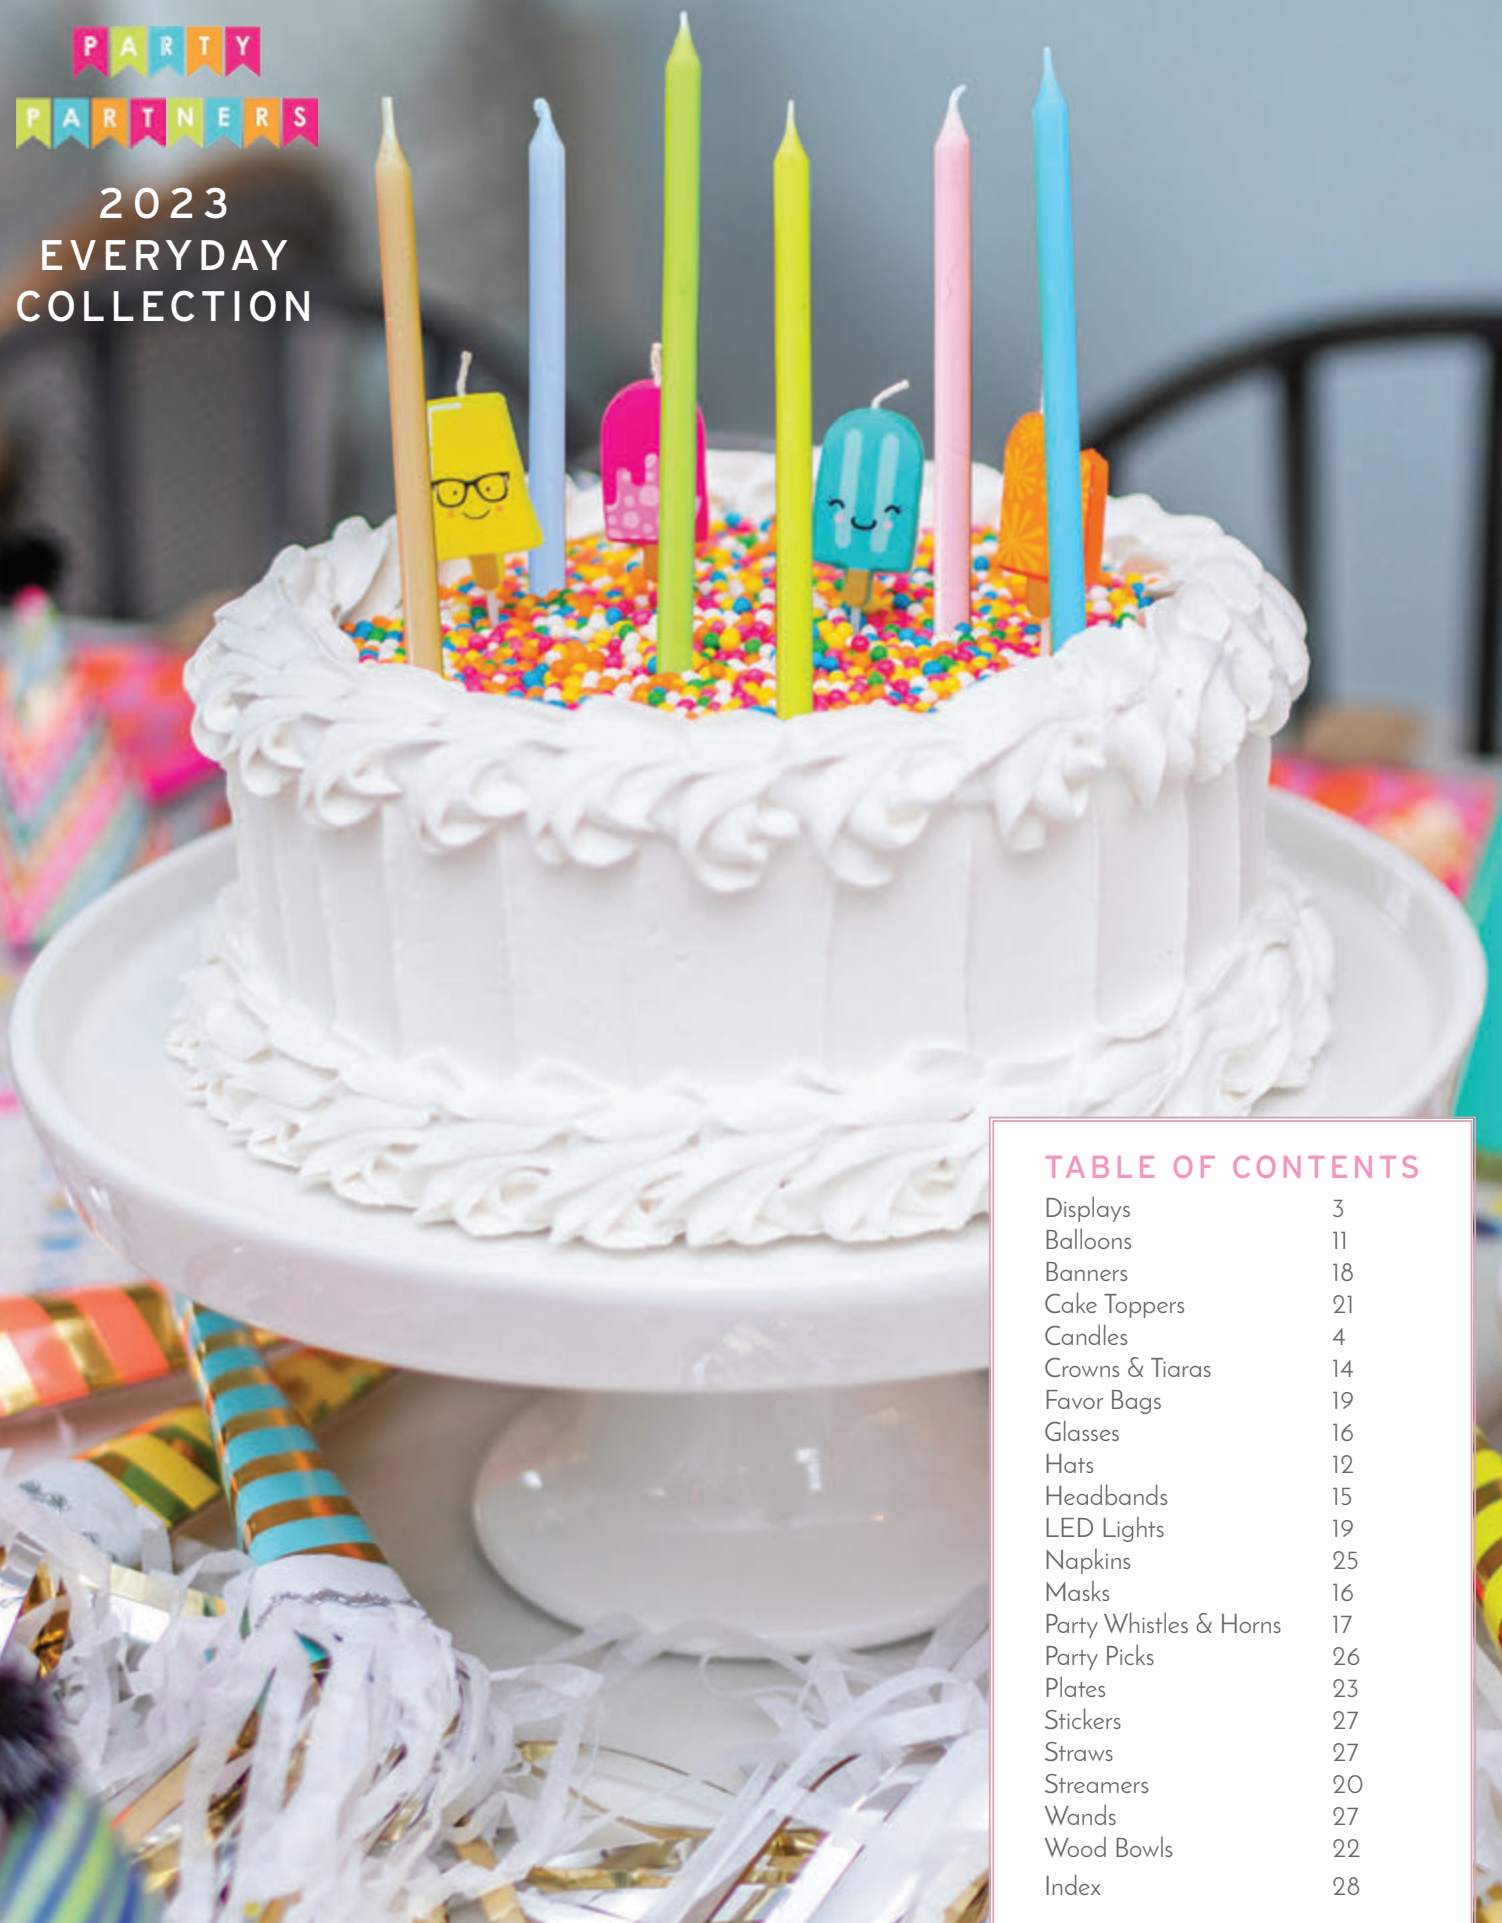 PARTY
PARTNERS
2023
EVERYDAY
COLLECTION
TABLE OF CONTENTS
Displays 3
Balloons 11
Banners 18
Cake Toppers 21
Candles 4
Crowns & Tiaras 14
Favor Bags 19
Glasses 16
Hats 12
Headbands 15
LED Lights 19
Napkins 25
Masks 16
Party Whistles & Horns 17
Party Picks 26
Plates 23
Stickers 27
Straws 27
Streamers 20
Wands 27
Wood Bowls 22
Index 28